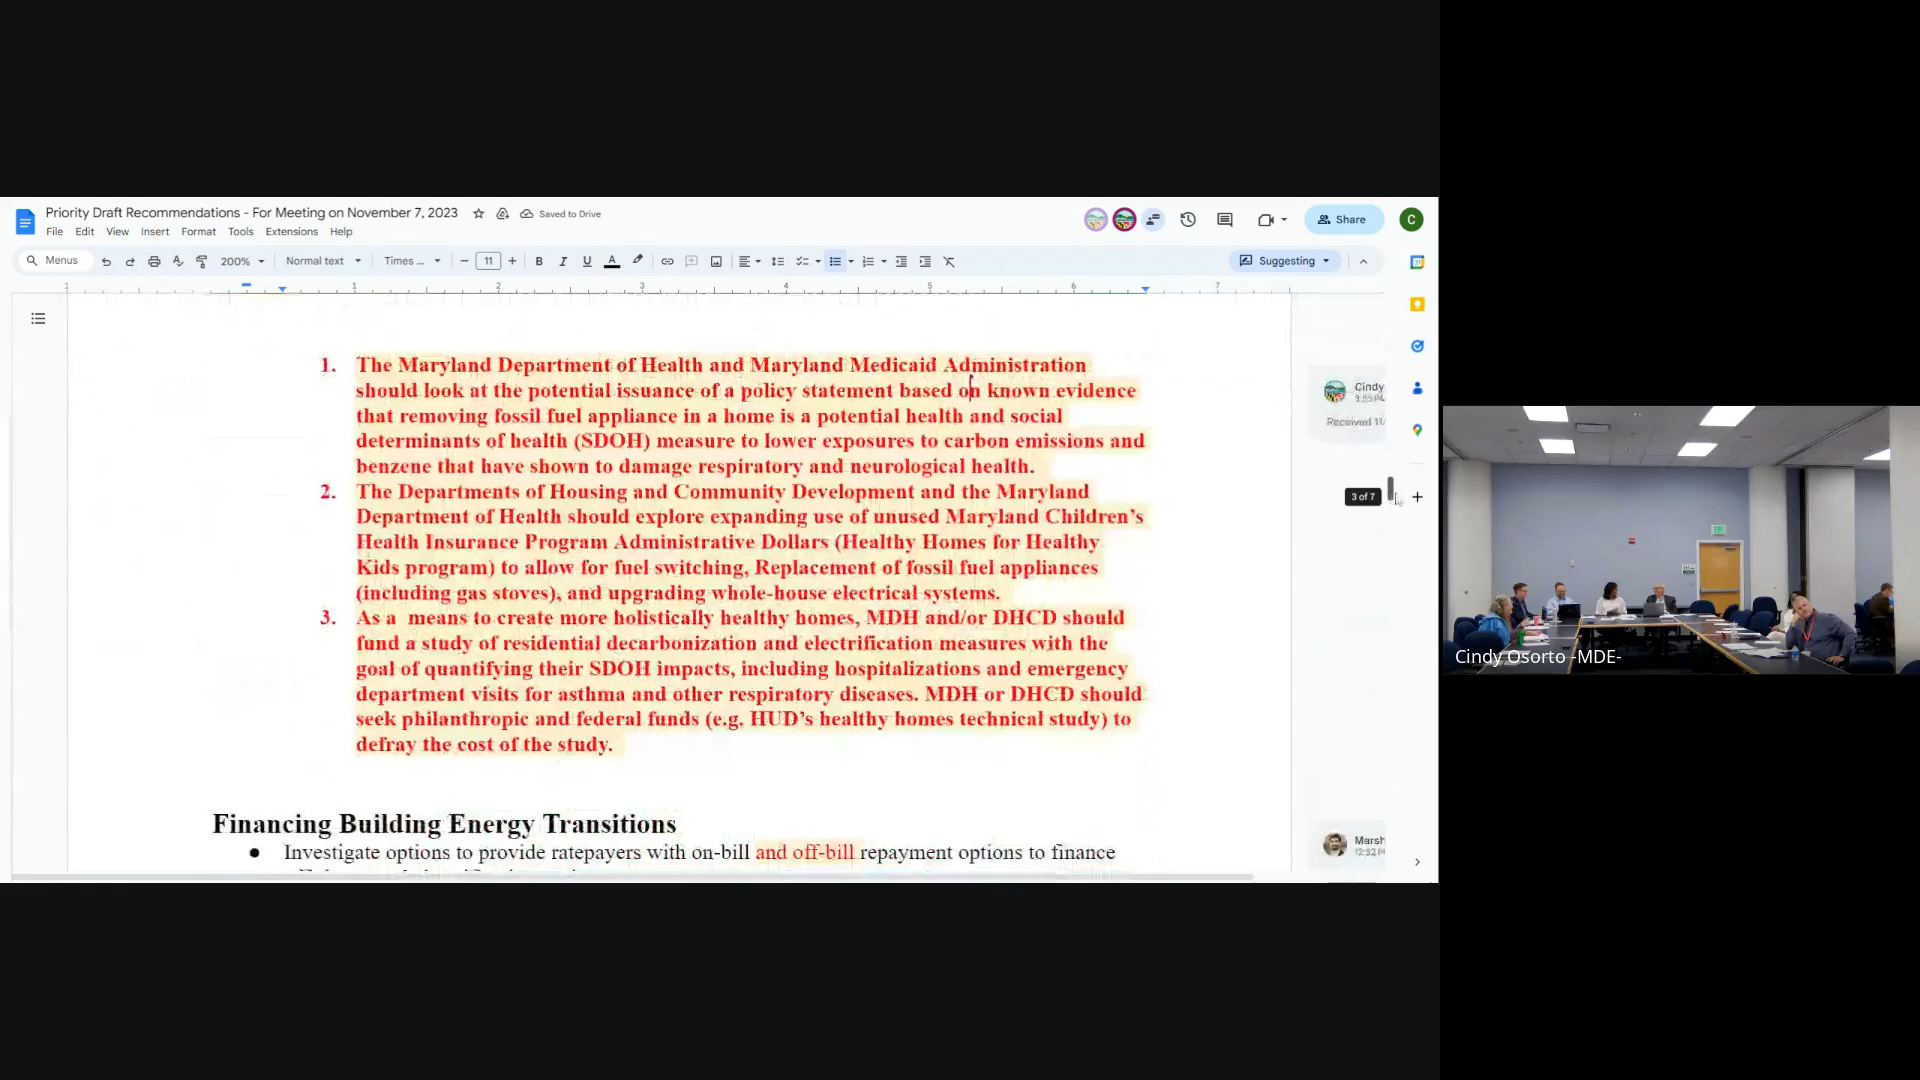 Priority Draft Recommendations - For Meeting on November 7, 2023
Saved to Drive
File Edit View Insert Format Tools Extensions Help
Share
C
Menus
200%
Normal text
Times ...
11
Suggesting
1 1 2 3 4 5 6 7
1. The Maryland Department of Health and Maryland Medicaid Administration
should look at the potential issuance of a policy statement based on known evidence
that removing fossil fuel appliance in a home is a potential health and social
determinants of health (SDOH) measure to lower exposures to carbon emissions and
benzene that have shown to damage respiratory and neurological health.
2. The Departments of Housing and Community Development and the Maryland
Department of Health should explore expanding use of unused Maryland Children’s
Health Insurance Program Administrative Dollars (Healthy Homes for Healthy
Kids program) to allow for fuel switching, Replacement of fossil fuel appliances
(including gas stoves), and upgrading whole-house electrical systems.
3. As a means to create more holistically healthy homes, MDH and/or DHCD should
fund a study of residential decarbonization and electrification measures with the
goal of quantifying their SDOH impacts, including hospitalizations and emergency
department visits for asthma and other respiratory diseases. MDH or DHCD should
seek philanthropic and federal funds (e.g. HUD’s healthy homes technical study) to
defray the cost of the study.
Financing Building Energy Transitions
● Investigate options to provide ratepayers with on-bill and off-bill repayment options to finance
Cindy
Received 11/
3 of 7
Marsh
Cindy Osorto -MDE-